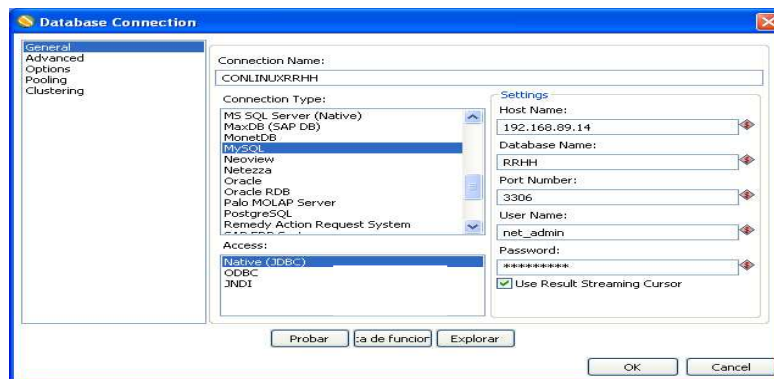 Database Connection
General
Advanced
Options
Pooling
Clustering
Connection Name:
CONLINUXRRHH
Connection Type:
MS SQL Server (Native)
MaxDB (SAP DB)
MonetDB
MySQL
Neoview
Netezza
Oracle
Oracle RDB
Palo MOLAP Server
PostgreSQL
Remedy Action Request System
Access:
Native (JDBC)
ODBC
JNDI
Settings
Host Name:
192.168.89.14
Database Name:
RRHH
Port Number:
3306
User Name:
net_admin
Password:
*********
Use Result Streaming Cursor
Probar
:a de funcior
Explorar
OK
Cancel